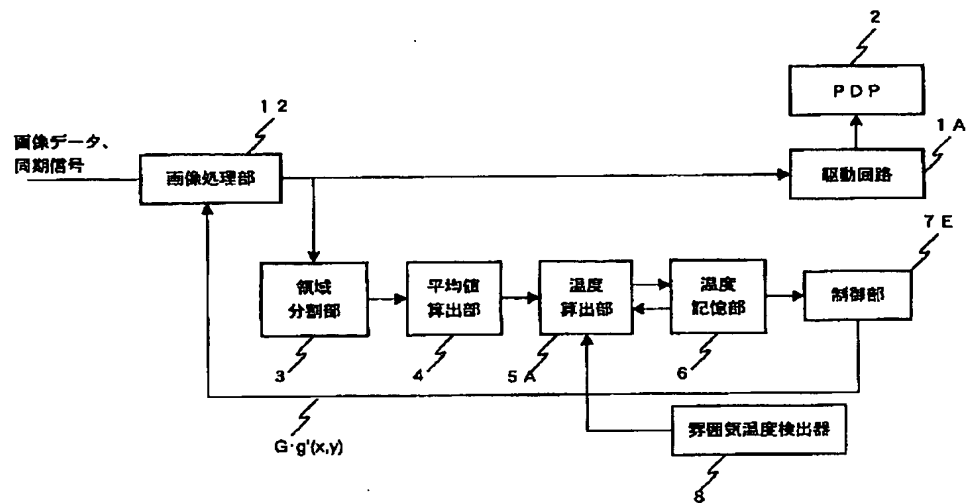 2
PDP
1A
駆動回路
12
画像データ、
同期信号
画像処理部
7E
領域
分割部
平均値
算出部
温度
算出部
温度
記憶部
制御部
3
4
5A
6
G·g'(x,y)
雰囲気温度検出器
8